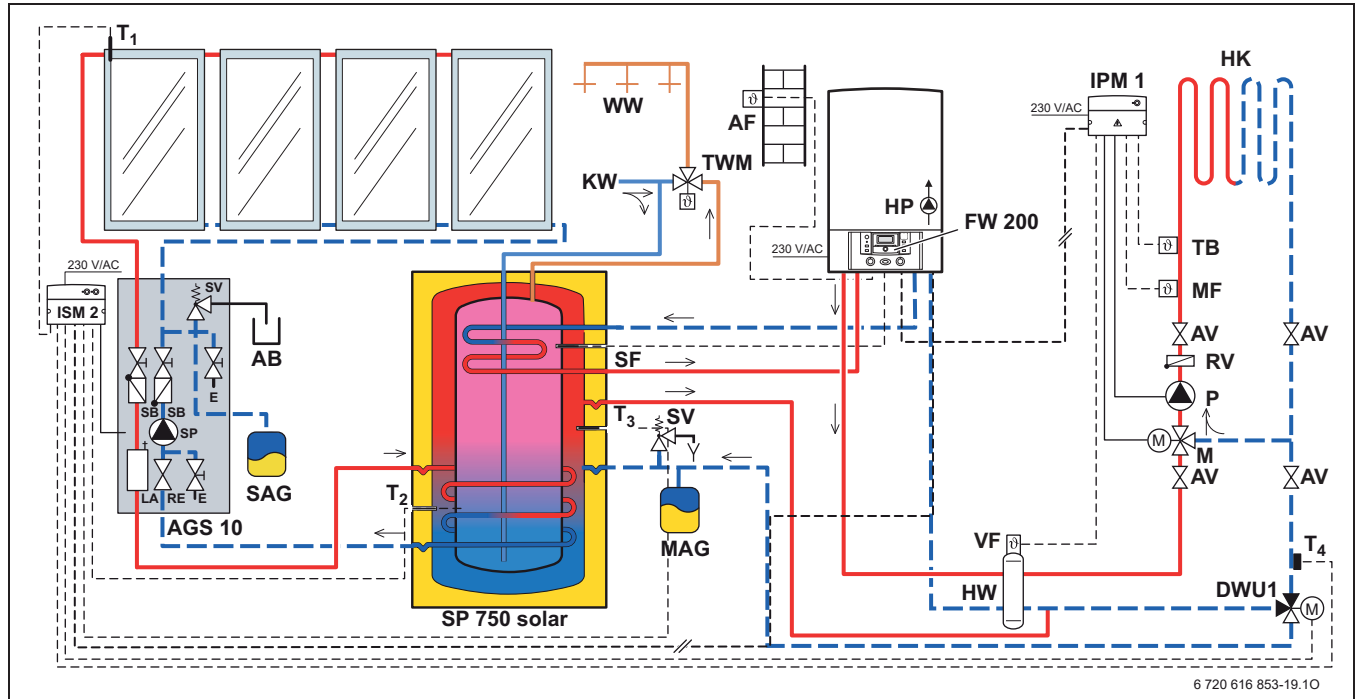 T1
HK
IPM 1
230 V/AC
WW
AF
ϑ
TWM
KW
ϑ
HP
FW 200
230 V/AC
ϑ
TB
ϑ
MF
230 V/AC
ISM 2
SV
AB
E
SB SB
SP
LA RE E
AGS 10
SAG
SF
T3
SV
T2
MAG
SP 750 solar
AV
AV
RV
P
M
M
AV
AV
VF
ϑ
T4
HW
DWU1
M
6 720 616 853-19.1O